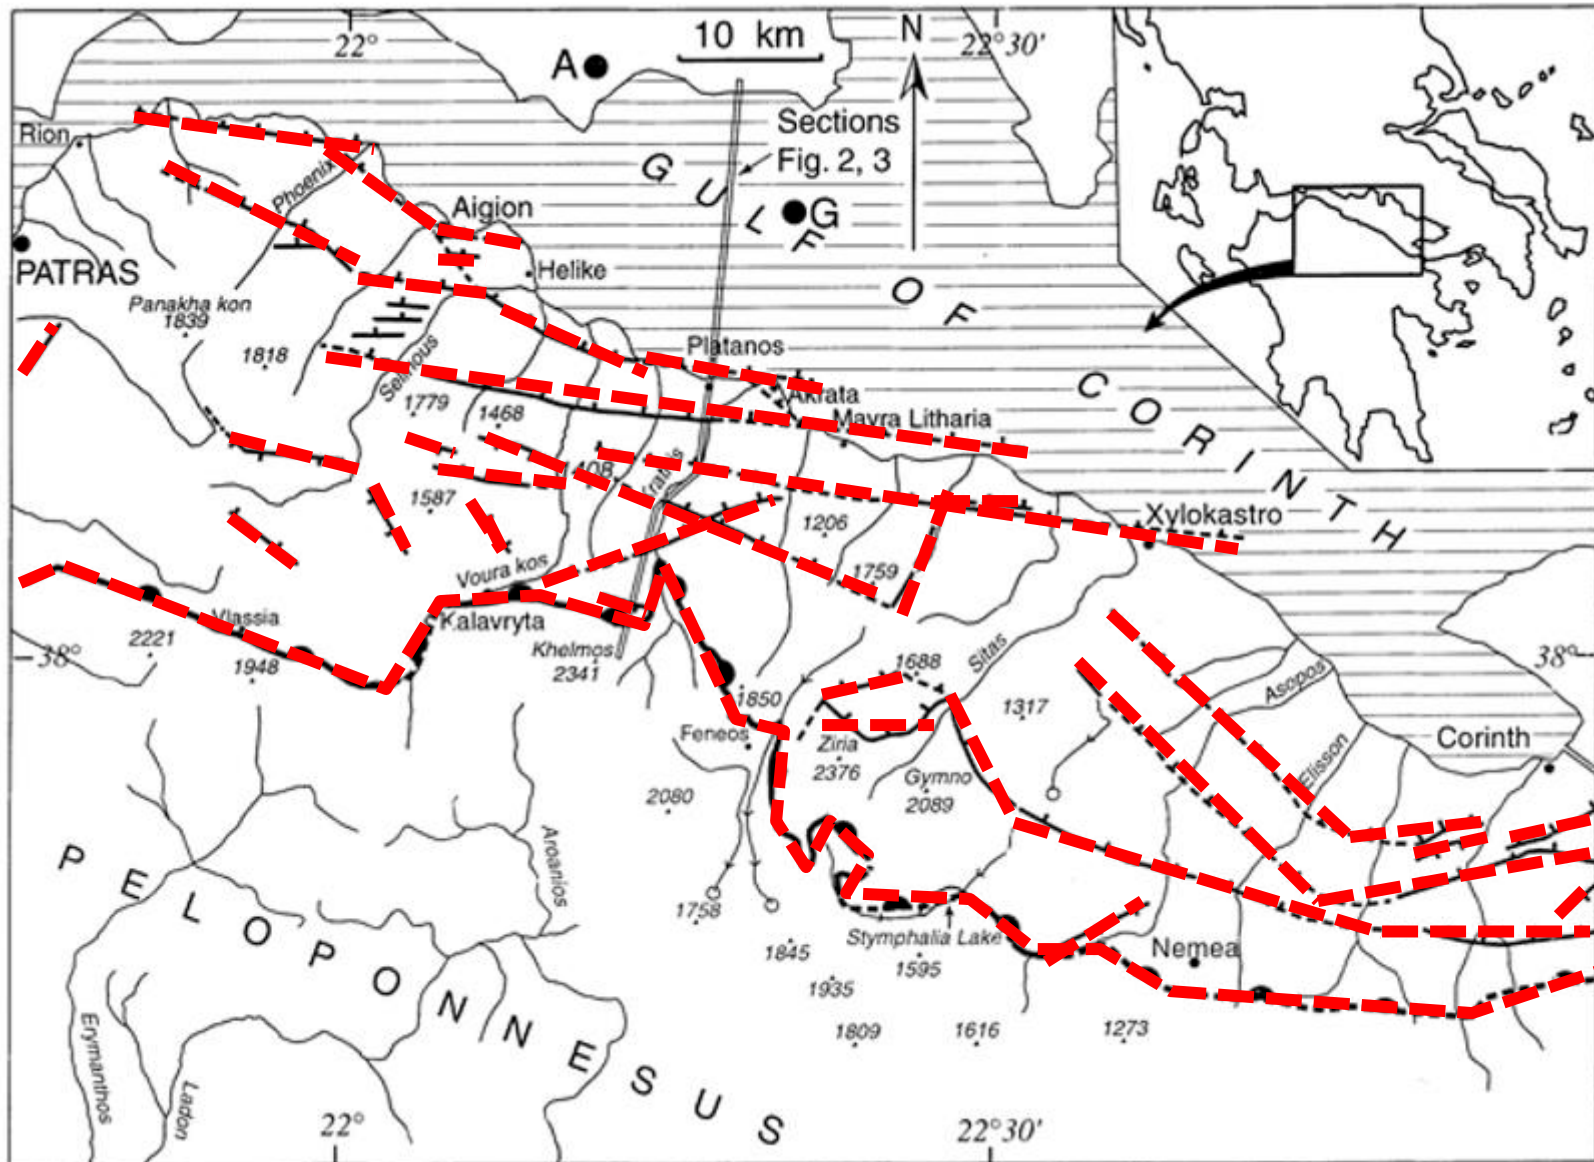 22°
A
10 km
N
22°30'
Rion
Sections
Fig. 2, 3
GULF OF CORINTH
G
Phoenix
Aigion
PATRAS
Helike
Panakha kon
1839
1818
Platanos
Selinous
Akrata
1779
1468
Mavra Litharia
1587
1206
Xylokastro
Voura kos
1759
Vlassia
Kalavryta
2221
38°
1948
Khelmos
2341
1688
Sitas
38°
1850
1317
Asopos
Feneos
Ziria
2376
Elisson
Corinth
Gymno
2089
2080
PELOPONNESUS
Aroanios
1758
Stymphalia Lake
Nemea
1845
1595
1935
1809
1616
1273
Erymanthos
Ladon
22°
22°30'